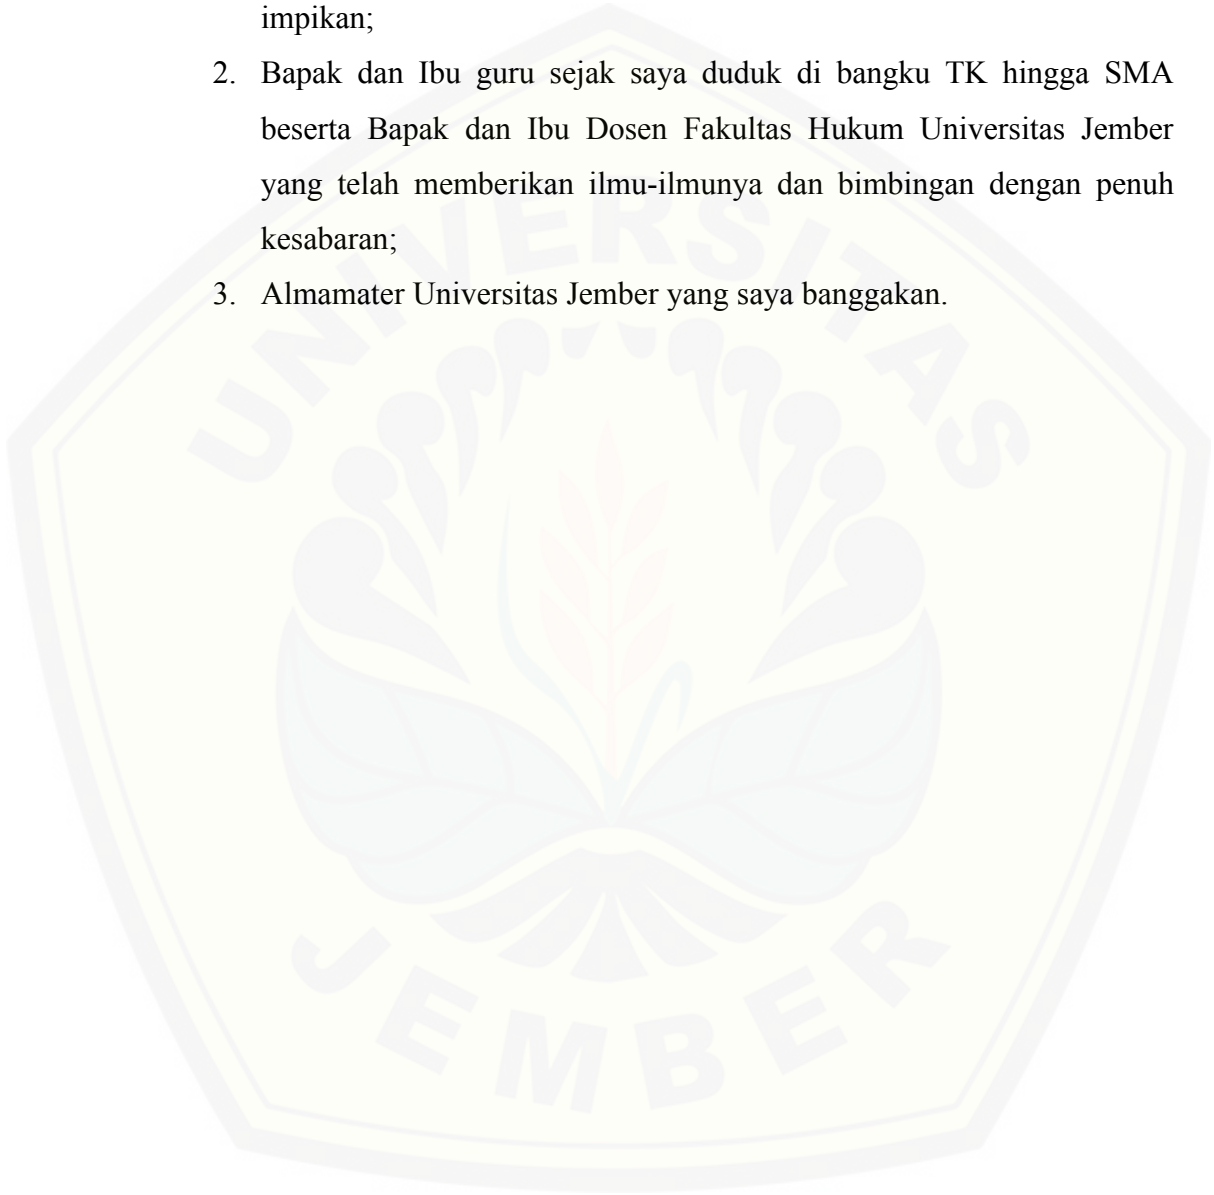 impikan;
2. Bapak dan Ibu guru sejak saya duduk di bangku TK hingga SMA
beserta Bapak dan Ibu Dosen Fakultas Hukum Universitas Jember
yang telah memberikan ilmu-ilmunya dan bimbingan dengan penuh
kesabaran;
3. Almamater Universitas Jember yang saya banggakan.
UNIVERSITAS
JEMBER